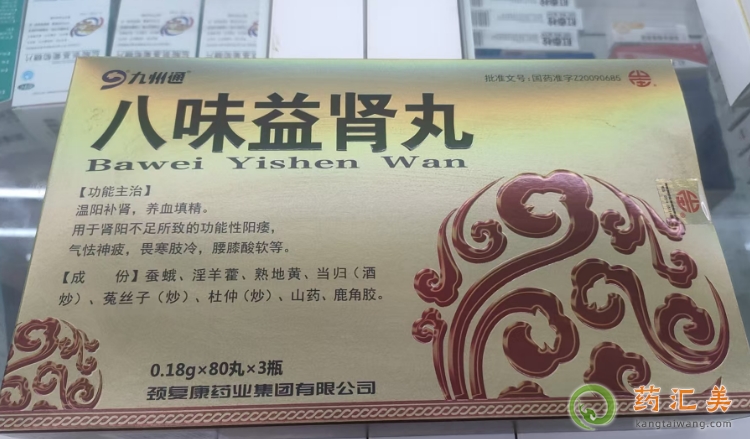 九州通
批准文号：国药准字Z20090685
八味益肾丸
Bawei Yishen Wan
【功能主治】
温阳补肾，养血填精。
用于肾阳不足所致的功能性阳痿，
气怯神疲，畏寒肢冷，腰膝酸软等。
【成　份】蚕蛾、淫羊藿、熟地黄、当归（酒
炒）、菟丝子（炒）、杜仲（炒）、山药、鹿角胶。
0.18g×80丸×3瓶
颈复康药业集团有限公司
药汇美
kangtaiwang.com